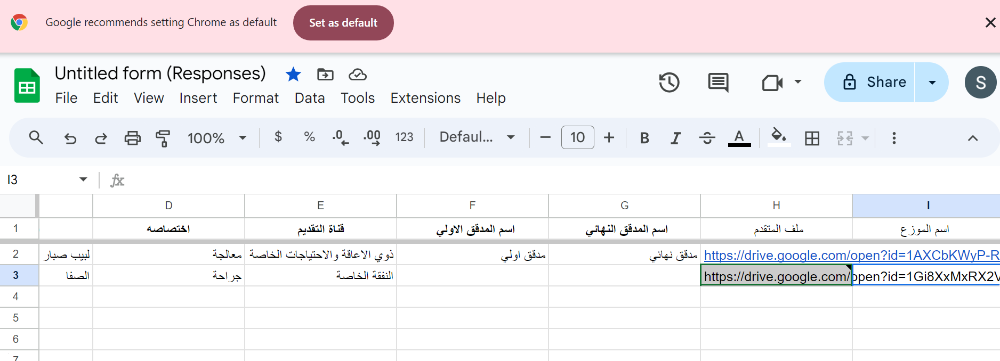 Google recommends setting Chrome as default
Set as default
Untitled form (Responses)
Share
S
File Edit View Insert Format Data Tools Extensions Help
100% $ % .0 .00 123 Defaul... 10 B I S A
I3 fx
D E F G H I
1 اختصاصه قناة التقديم اسم المدقق الاولي اسم المدقق النهائي ملف المتقدم اسم الموزع
2 لبيب صبار معالجة ذوي الاعاقة والاحتياجات الخاصة مدقق اولي مدقق نهائي https://drive.google.com/open?id=1AXCbKWyP-R
3 الصفا جراحة النفقة الخاصة https://drive.google.com/open?id=1Gi8XxMxRX2V
4
5
6
7